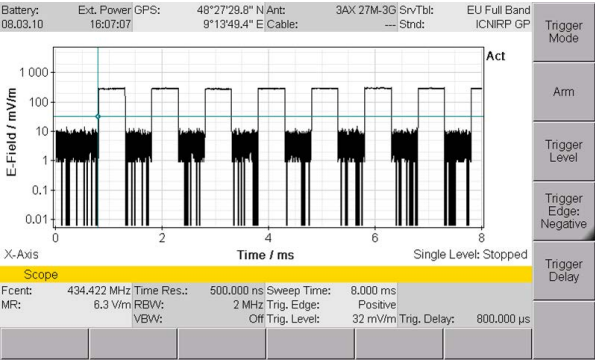 Battery: Ext. Power GPS: 48°27'29.8" N Ant: 3AX 27M-3G SrvTbl: EU Full Band
08.03.10 16:07:07 9°13'49.4" E Cable: --- Stnd: ICNIRP GP
Trigger Mode
Act
1 000
100
10
1
0.1
0.01
E-Field / mV/m
0 2 4 6 8
X-Axis Time / ms Single Level: Stopped
Arm
Trigger Level
Trigger Edge: Negative
Trigger Delay
Scope
Fcent: 434.422 MHz Time Res.: 500.000 ns Sweep Time: 8.000 ms
MR: 6.3 V/m RBW: 2 MHz Trig. Edge: Positive
VBW: Off Trig. Level: 32 mV/m Trig. Delay: 800.000 µs